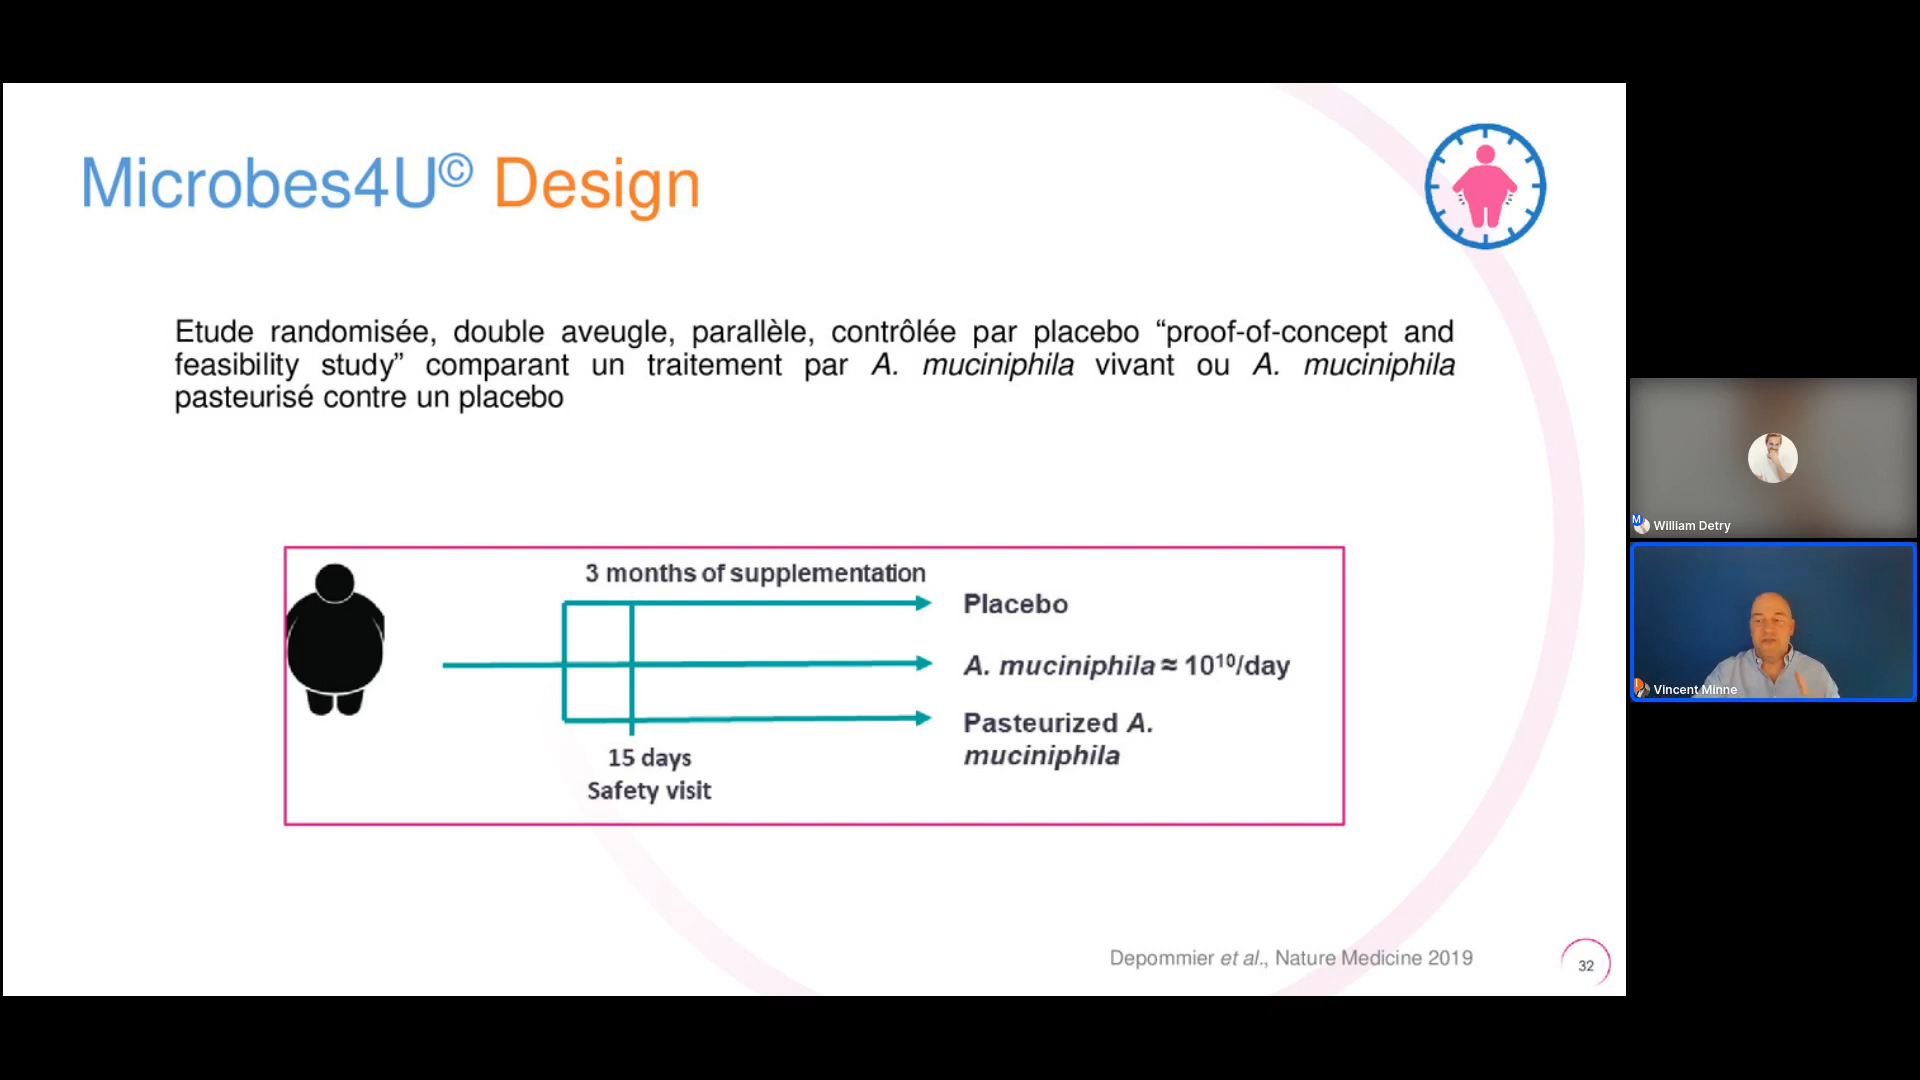 Microbes4U© Design
Etude randomisée, double aveugle, parallèle, contrôlée par placebo “proof-of-concept and
feasibility study” comparant un traitement par A. muciniphila vivant ou A. muciniphila
pasteurisé contre un placebo
3 months of supplementation
Placebo
A. muciniphila ≈ 10¹⁰/day
Pasteurized A.
muciniphila
15 days
Safety visit
Depommier et al., Nature Medicine 2019
32
M
William Detry
Vincent Minne